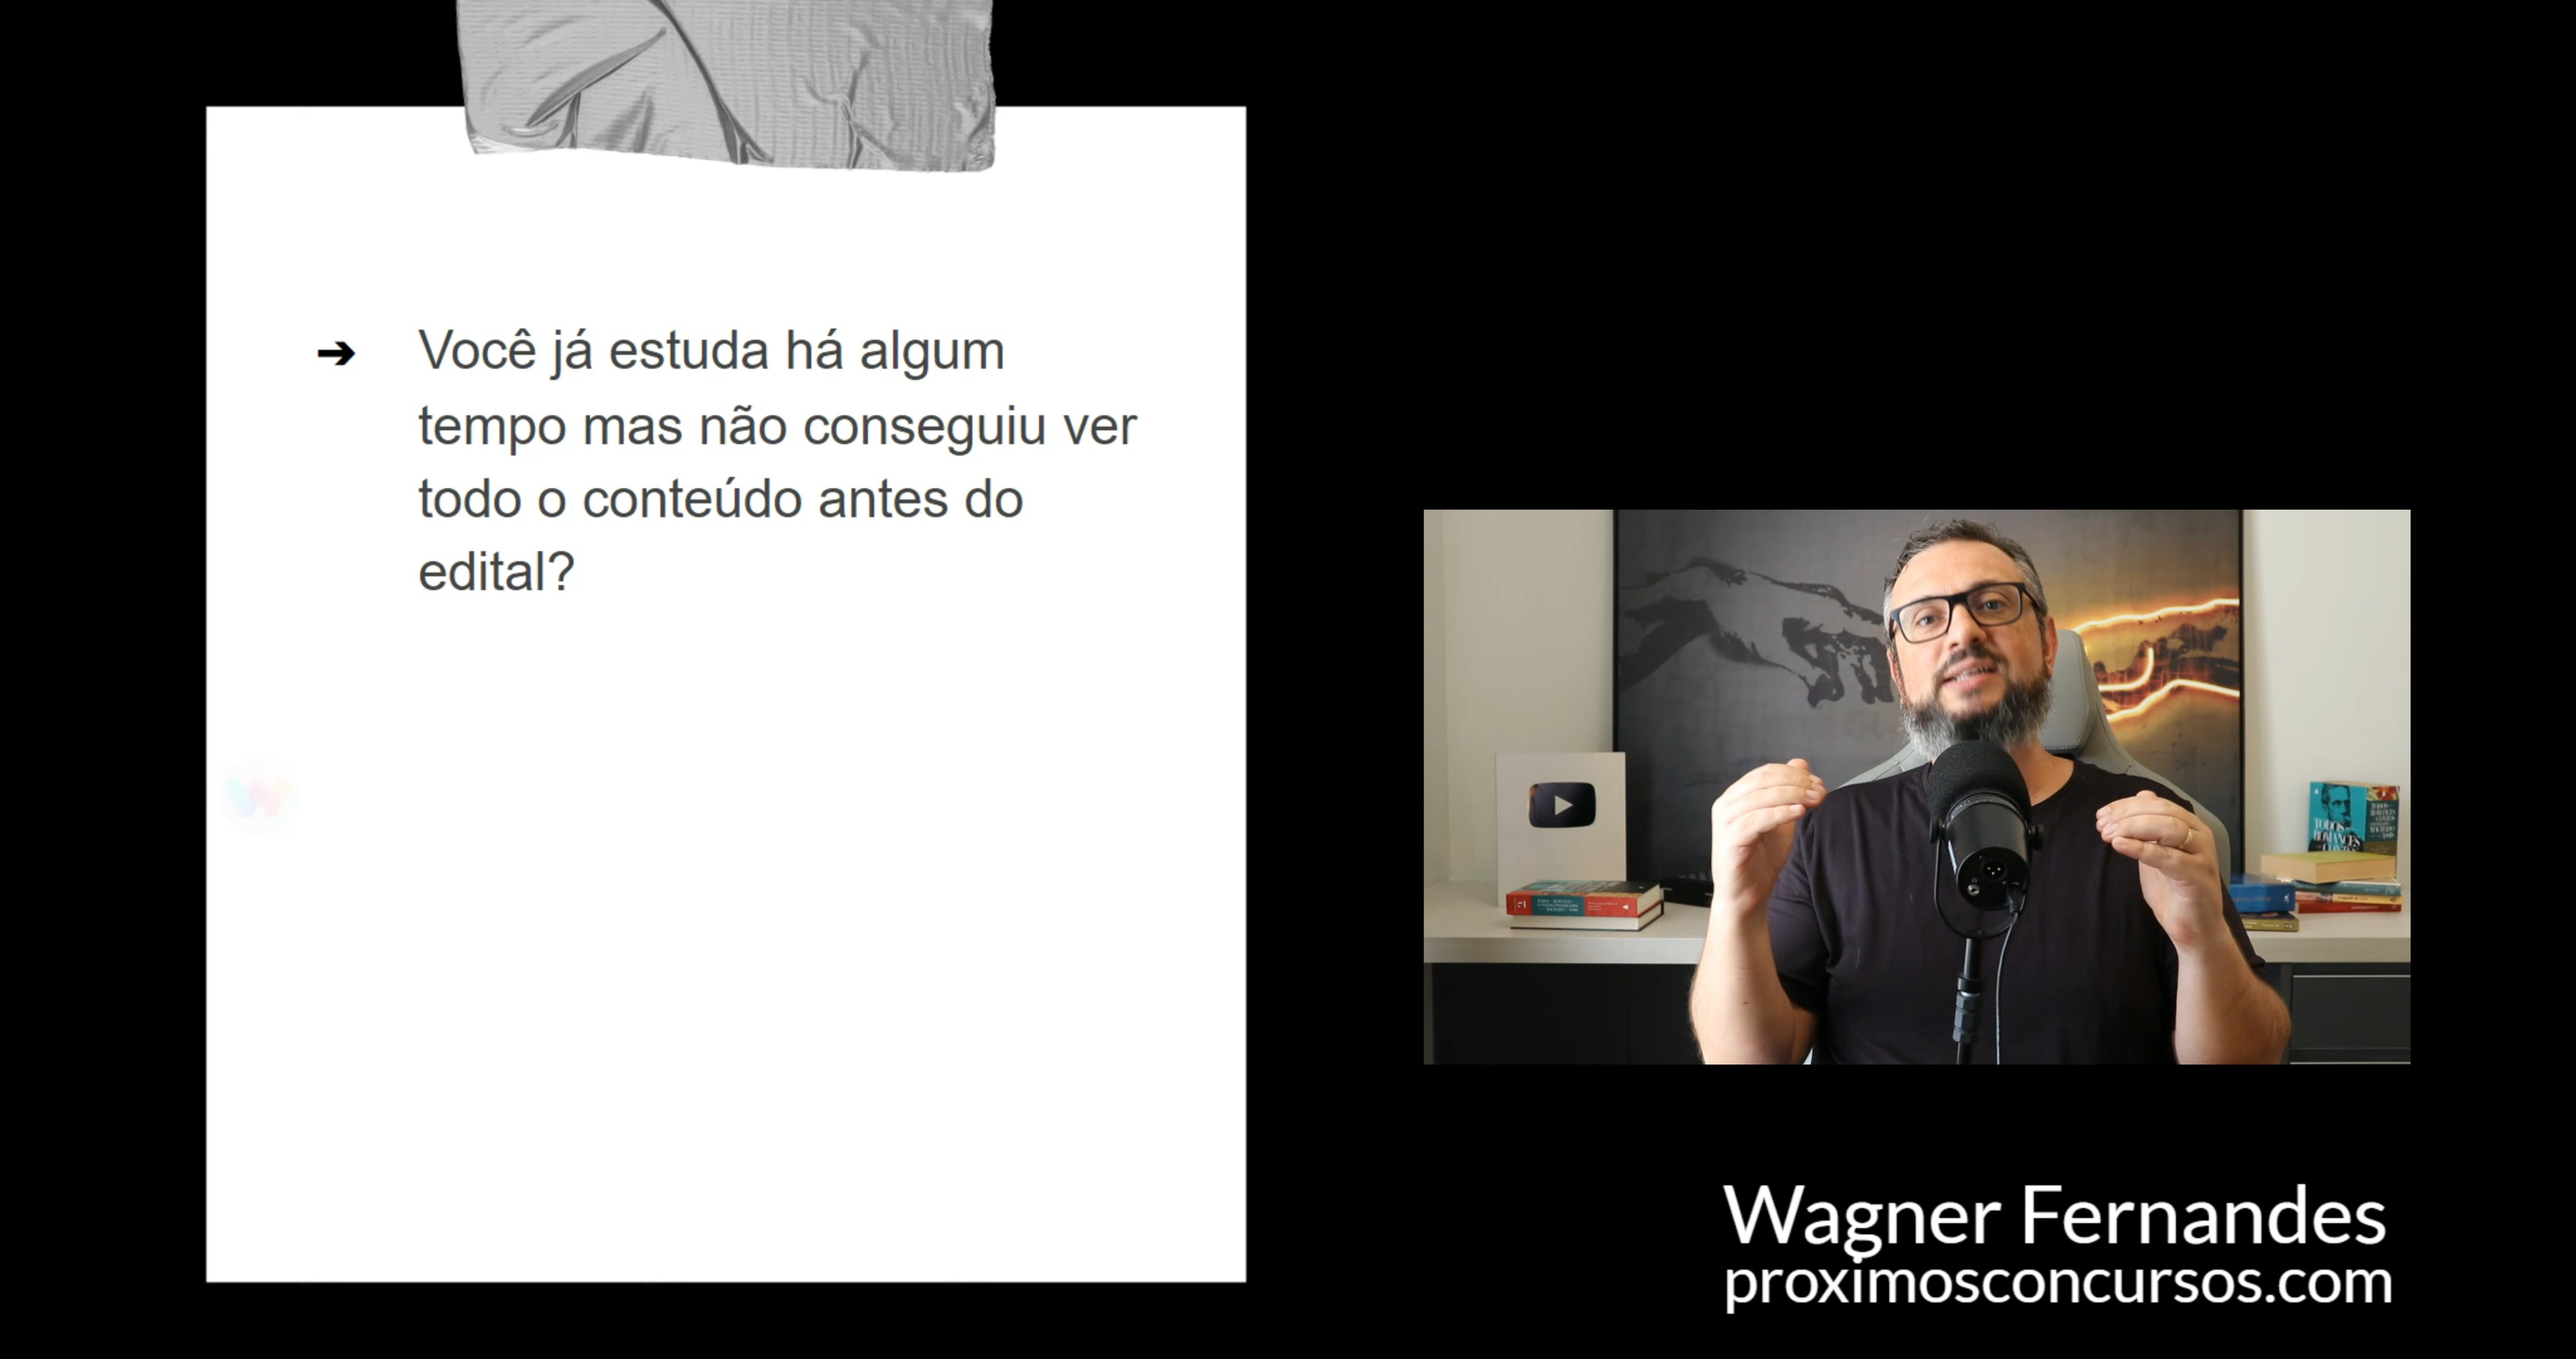 ➔ Você já estuda há algum
tempo mas não conseguiu ver
todo o conteúdo antes do
edital?
Wagner Fernandes
proximosconcursos.com